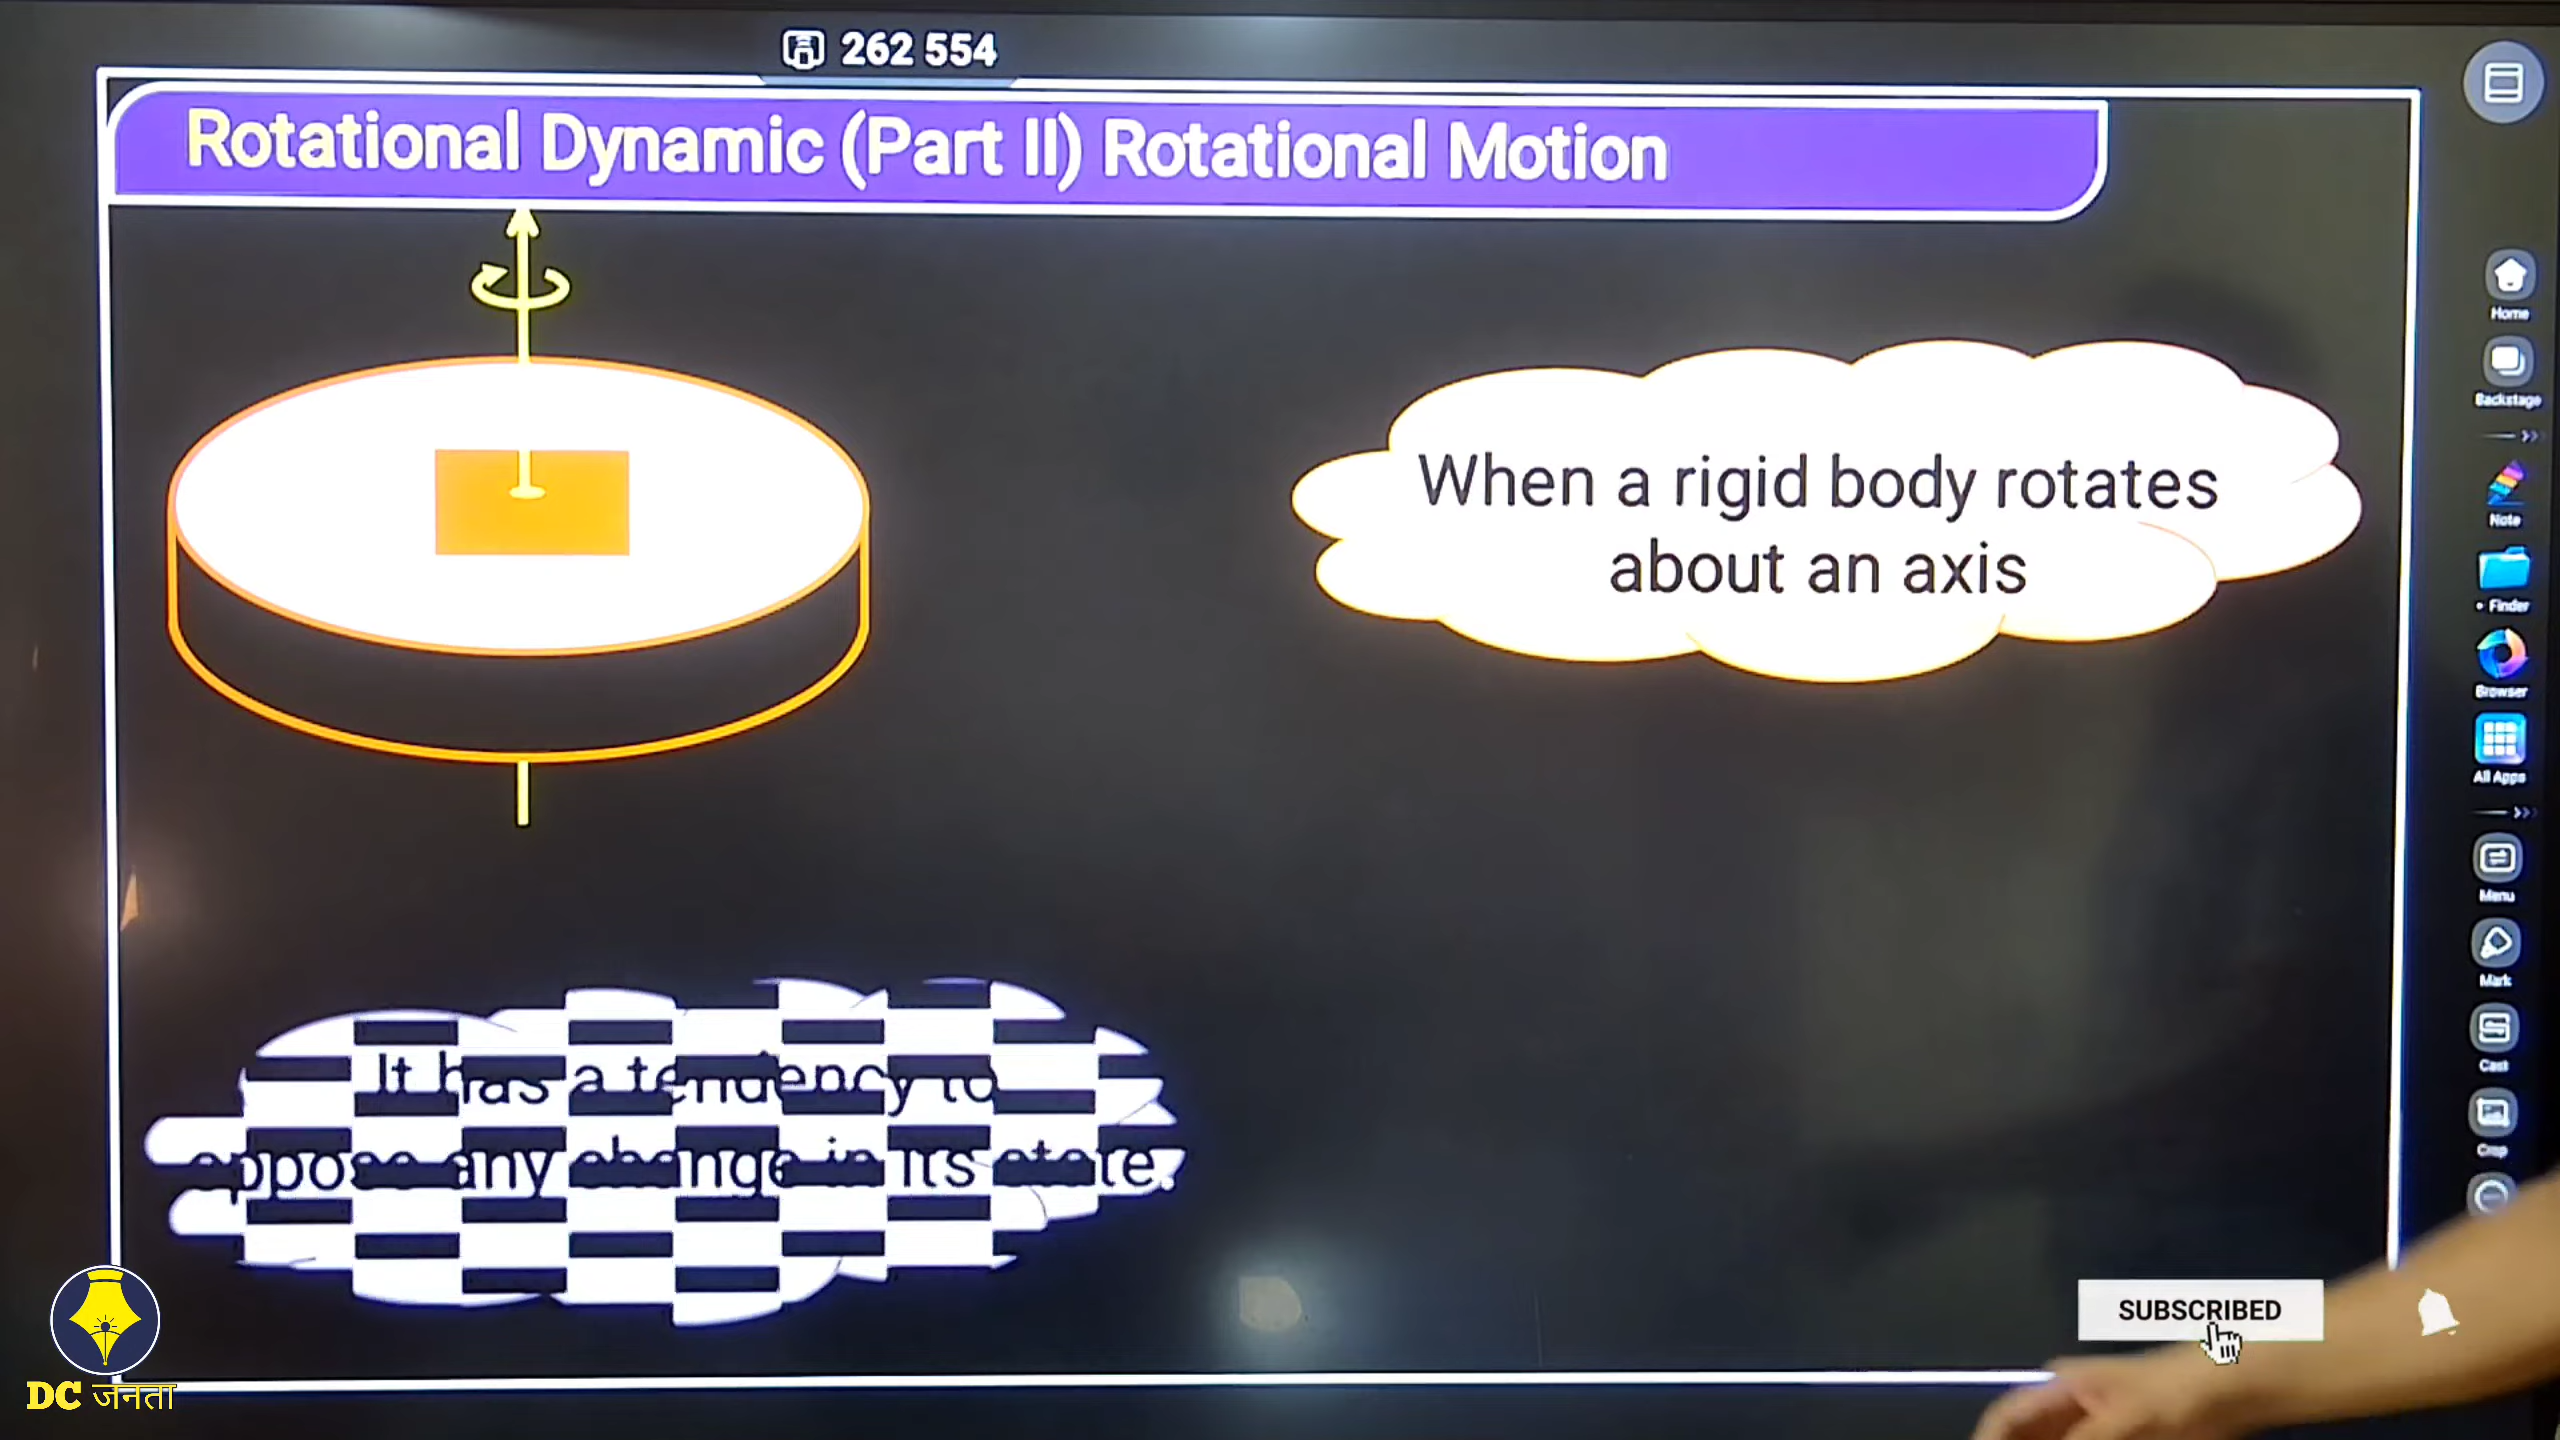 262 554
Rotational Dynamic (Part II) Rotational Motion
When a rigid body rotates
about an axis
It has a tendency to
oppose any change in its state.
Home
Backstage
Note
Finder
Browser
All Apps
Menu
Mark
Cast
Crop
SUBSCRIBED
DC जनता